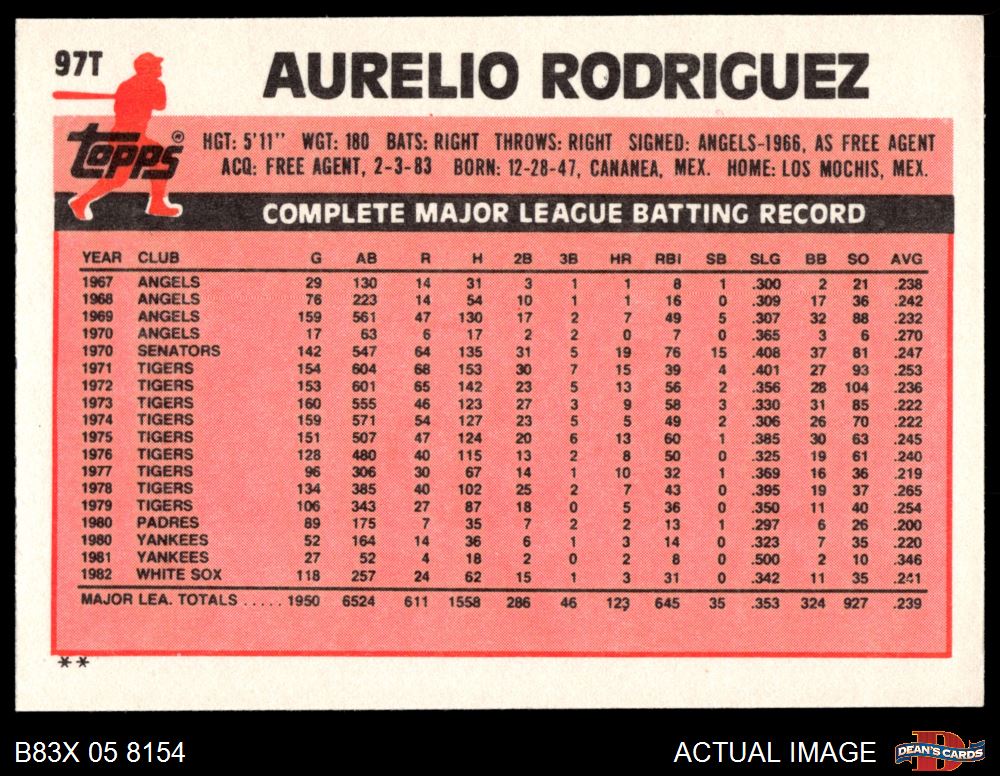 97T
AURELIO RODRIGUEZ
topps®
HGT: 5'11" WGT: 180 BATS: RIGHT THROWS: RIGHT SIGNED: ANGELS-1966, AS FREE AGENT
ACQ: FREE AGENT, 2-3-83 BORN: 12-28-47, CANANEA, MEX. HOME: LOS MOCHIS, MEX.
COMPLETE MAJOR LEAGUE BATTING RECORD
YEAR CLUB G AB R H 2B 3B HR RBI SB SLG BB SO AVG
1967 ANGELS 29 130 14 31 3 1 1 8 1 .300 2 21 .238
1968 ANGELS 76 223 14 54 10 1 1 16 0 .309 17 36 .242
1969 ANGELS 159 561 47 130 17 2 7 49 5 .307 32 88 .232
1970 ANGELS 17 63 6 17 2 2 0 7 0 .365 3 6 .270
1970 SENATORS 142 547 64 135 31 5 19 76 15 .408 37 81 .247
1971 TIGERS 154 604 68 153 30 7 15 39 4 .401 27 93 .253
1972 TIGERS 153 601 65 142 23 5 13 56 2 .356 28 104 .236
1973 TIGERS 160 555 46 123 27 3 9 58 3 .330 31 85 .222
1974 TIGERS 159 571 54 127 23 5 5 49 2 .306 26 70 .222
1975 TIGERS 151 507 47 124 20 6 13 60 1 .385 30 63 .245
1976 TIGERS 128 480 40 115 13 2 8 50 0 .325 19 61 .240
1977 TIGERS 96 306 30 67 14 1 10 32 1 .369 16 36 .219
1978 TIGERS 134 385 40 102 25 2 7 43 0 .395 19 37 .265
1979 TIGERS 106 343 27 87 18 0 5 36 0 .350 11 40 .254
1980 PADRES 89 175 7 35 7 2 2 13 1 .297 6 26 .200
1980 YANKEES 52 164 14 36 6 1 3 14 0 .323 7 35 .220
1981 YANKEES 27 52 4 18 2 0 2 8 0 .500 2 10 .346
1982 WHITE SOX 118 257 24 62 15 1 3 31 0 .342 11 35 .241
MAJOR LEA. TOTALS ..... 1950 6524 611 1558 286 46 123 645 35 .353 324 927 .239
**
B83X 05 8154 ACTUAL IMAGE DEAN'S CARDS